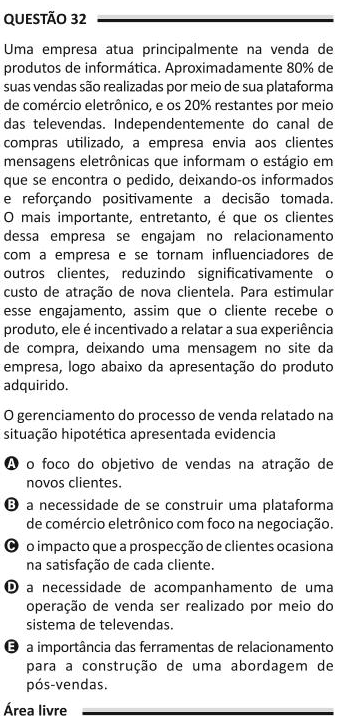 QUESTÃO 32
Uma empresa atua principalmente na venda de
produtos de informática. Aproximadamente 80% de
suas vendas são realizadas por meio de sua plataforma
de comércio eletrônico, e os 20% restantes por meio
das televendas. Independentemente do canal de
compras utilizado, a empresa envia aos clientes
mensagens eletrônicas que informam o estágio em
que se encontra o pedido, deixando-os informados
e reforçando positivamente a decisão tomada.
O mais importante, entretanto, é que os clientes
dessa empresa se engajam no relacionamento
com a empresa e se tornam influenciadores de
outros clientes, reduzindo significativamente o
custo de atração de nova clientela. Para estimular
esse engajamento, assim que o cliente recebe o
produto, ele é incentivado a relatar a sua experiência
de compra, deixando uma mensagem no site da
empresa, logo abaixo da apresentação do produto
adquirido.
O gerenciamento do processo de venda relatado na
situação hipotética apresentada evidencia
A o foco do objetivo de vendas na atração de
novos clientes.
B a necessidade de se construir uma plataforma
de comércio eletrônico com foco na negociação.
C o impacto que a prospecção de clientes ocasiona
na satisfação de cada cliente.
D a necessidade de acompanhamento de uma
operação de venda ser realizado por meio do
sistema de televendas.
E a importância das ferramentas de relacionamento
para a construção de uma abordagem de
pós-vendas.
Área livre